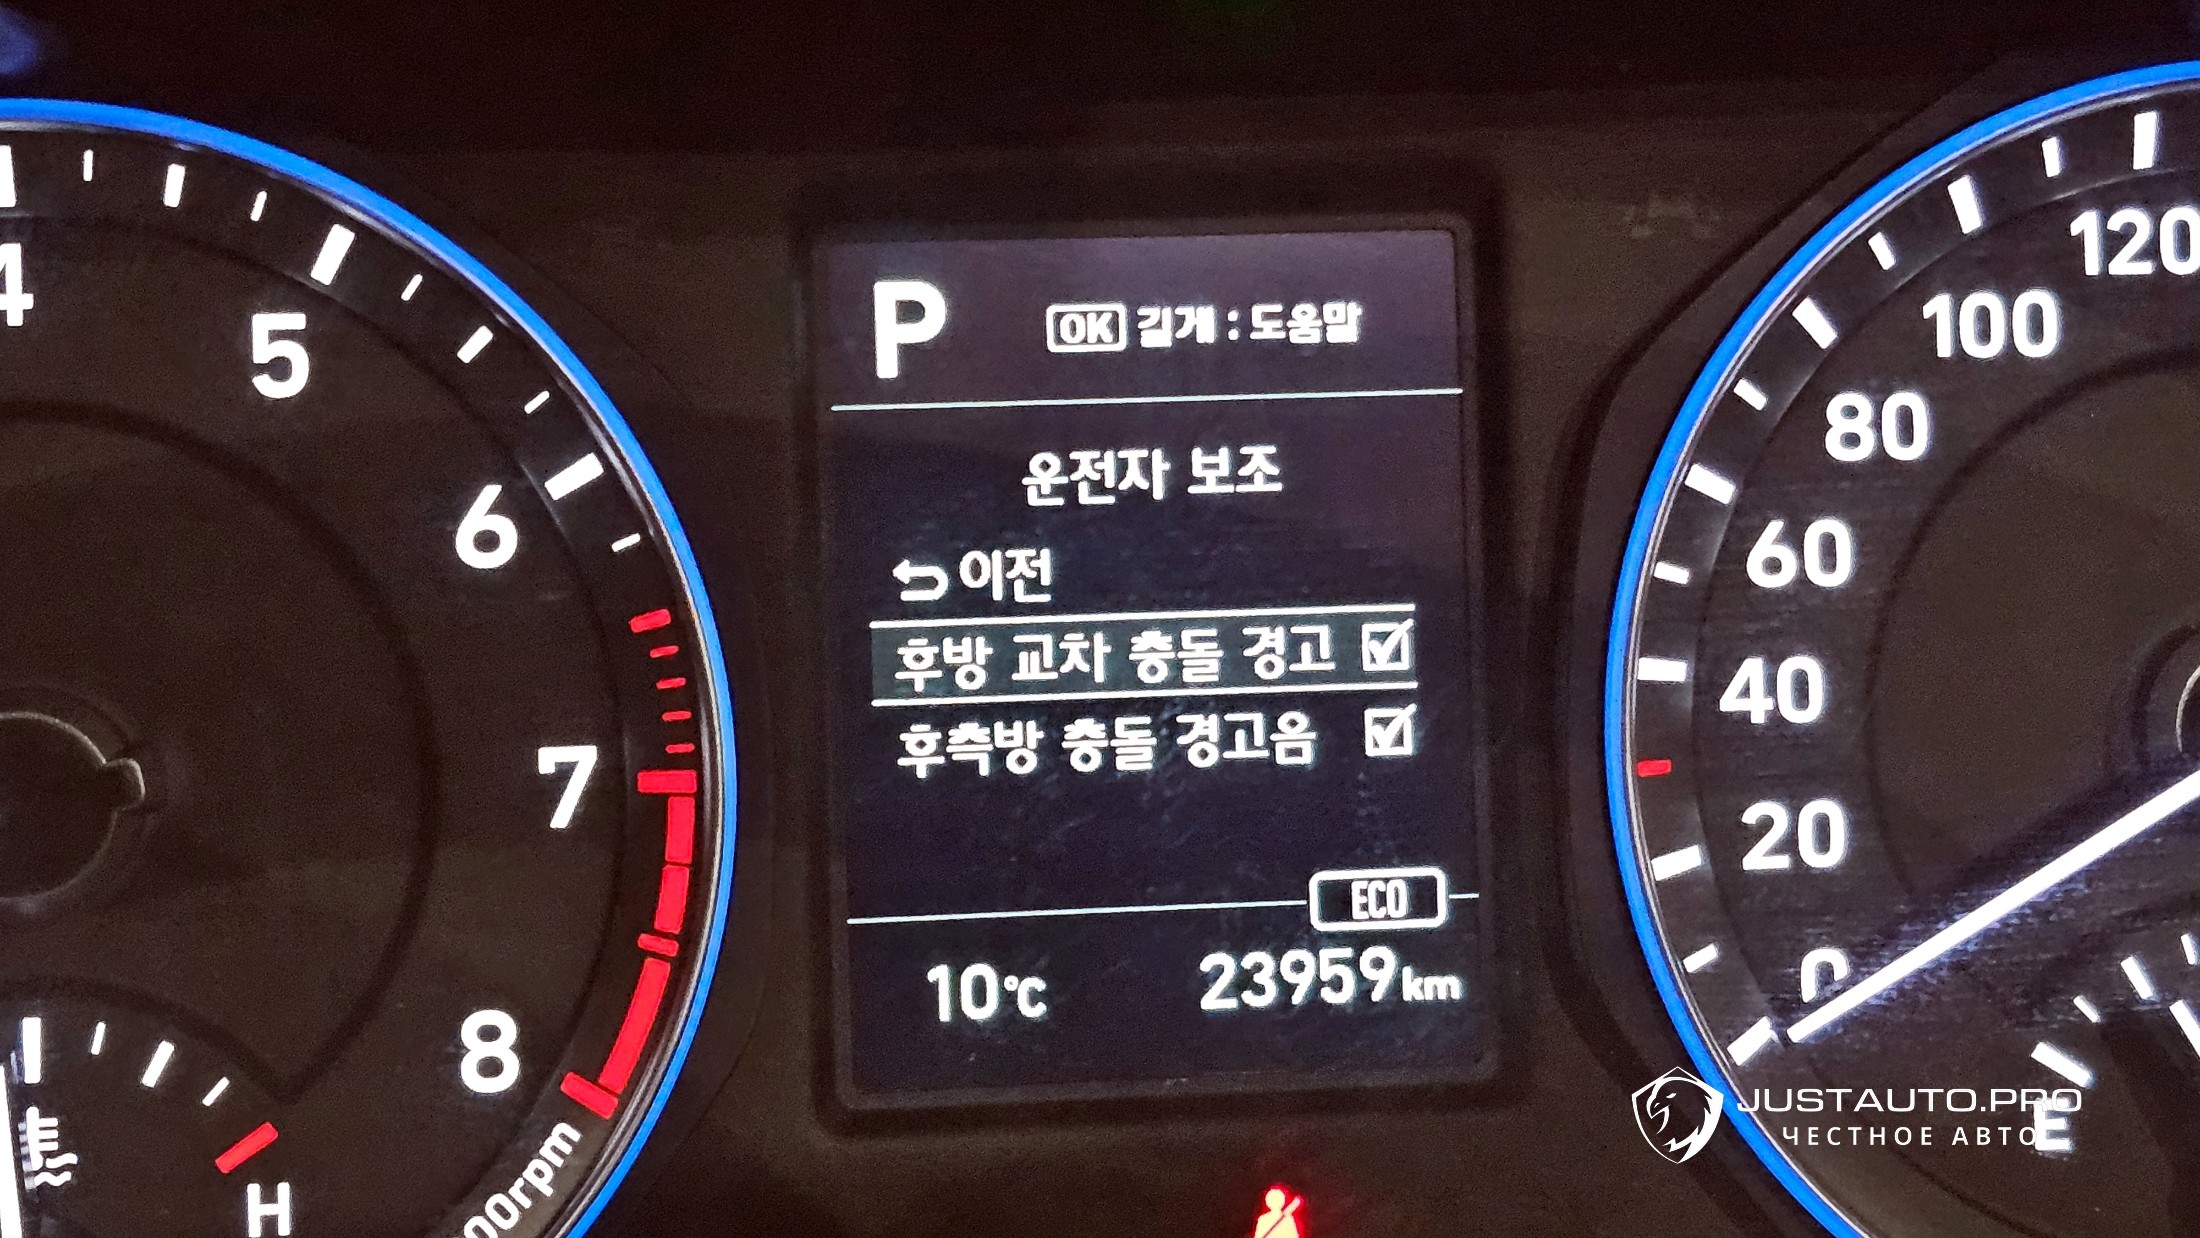 P
OK 길게 : 도움말
운전자 보조
이전
후방 교차 충돌 경고
후측방 충돌 경고음
ECO
10℃
23959km
4
5
6
7
8
00rpm
H
120
100
80
60
40
20
0
E
JUSTAUTO.PRO
ЧЕСТНОЕ АВТО